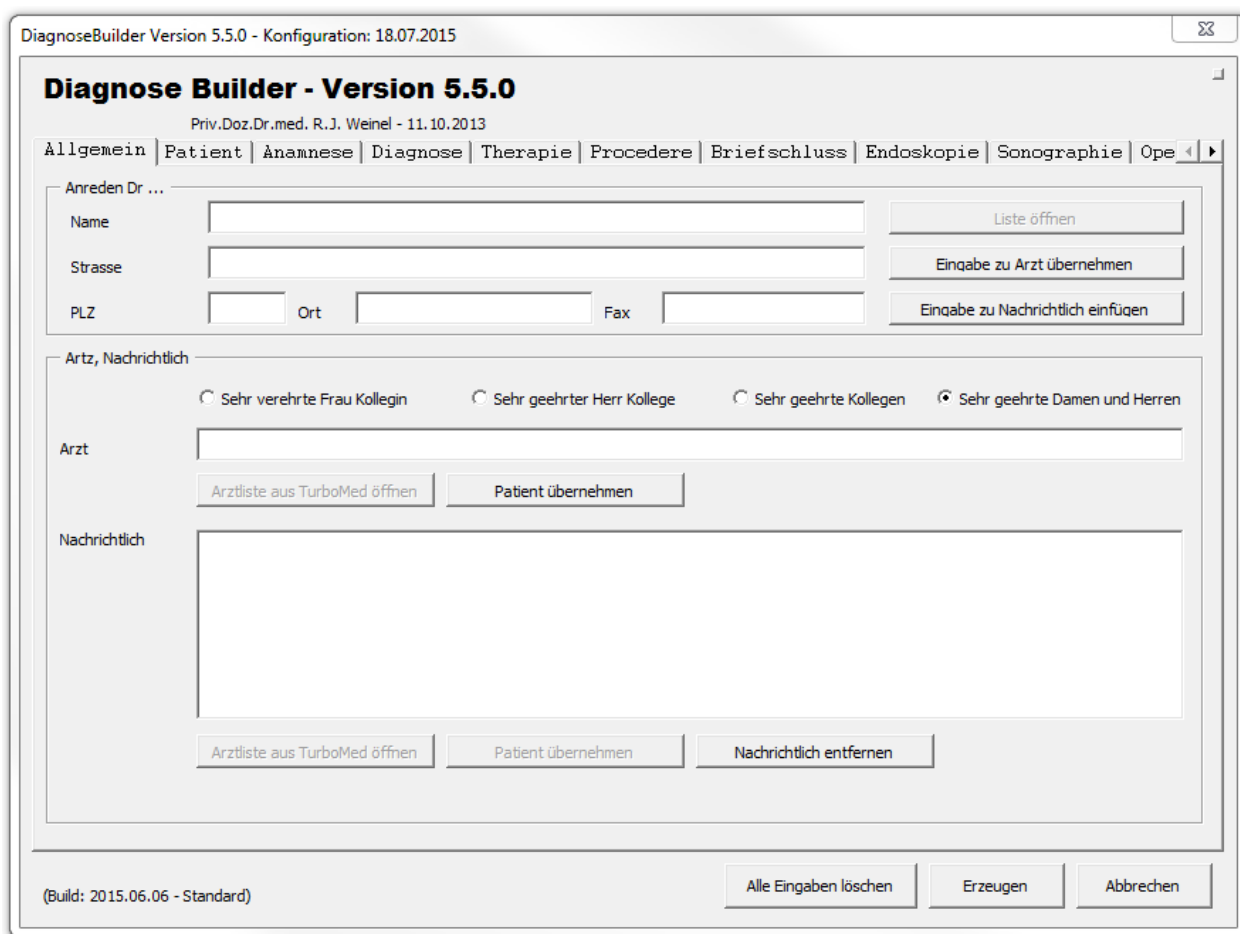 DiagnoseBuilder Version 5.5.0 - Konfiguration: 18.07.2015
Diagnose Builder - Version 5.5.0
Priv.Doz.Dr.med. R.J. Weinel - 11.10.2013
Allgemein Patient Anamnese Diagnose Therapie Procedere Briefschluss Endoskopie Sonographie Ope
Anreden Dr ...
Name Liste öffnen
Strasse Eingabe zu Arzt übernehmen
PLZ Ort Fax Eingabe zu Nachrichtlich einfügen
Artz, Nachrichtlich
Sehr verehrte Frau Kollegin Sehr geehrter Herr Kollege Sehr geehrte Kollegen Sehr geehrte Damen und Herren
Arzt
Arztliste aus TurboMed öffnen Patient übernehmen
Nachrichtlich
Arztliste aus TurboMed öffnen Patient übernehmen Nachrichtlich entfernen
(Build: 2015.06.06 - Standard) Alle Eingaben löschen Erzeugen Abbrechen